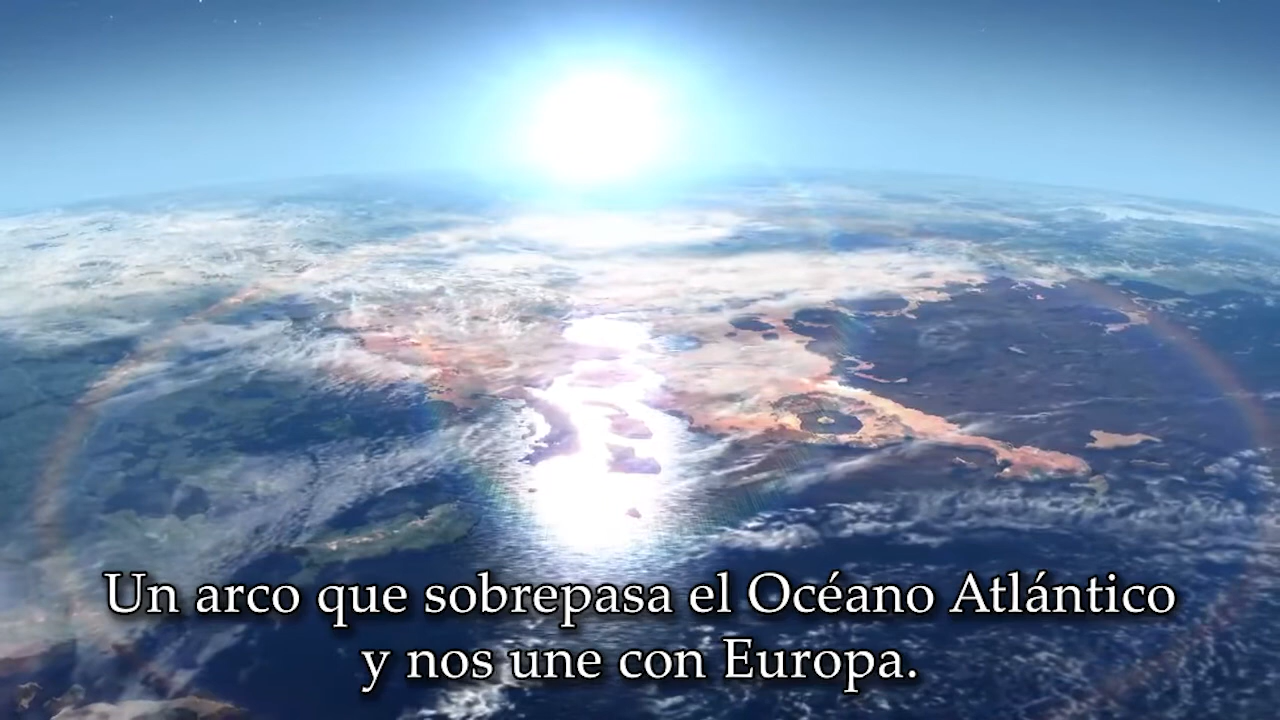 Un arco que sobrepasa el Océano Atlántico
y nos une con Europa.